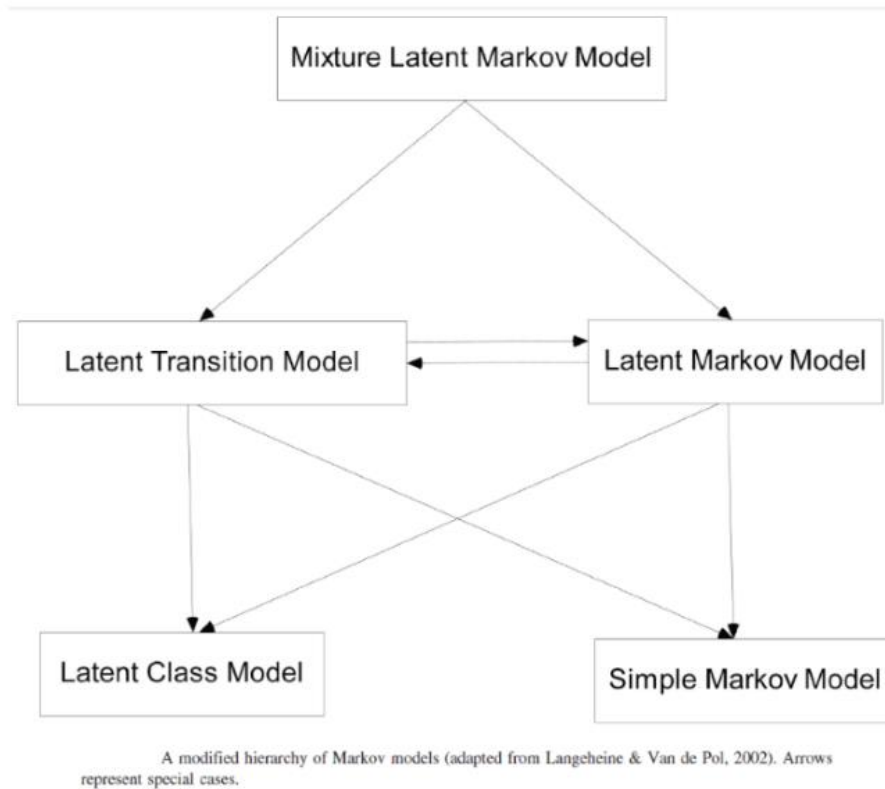 Mixture Latent Markov Model
Latent Transition Model
Latent Markov Model
Latent Class Model
Simple Markov Model
A modified hierarchy of Markov models (adapted from Langeheine & Van de Pol, 2002). Arrows
represent special cases.